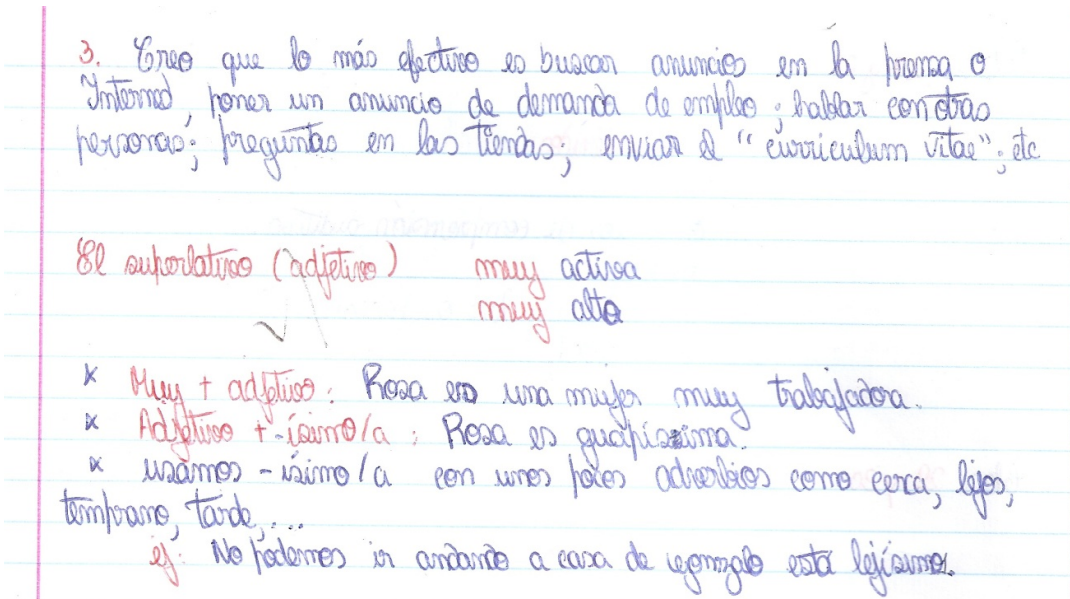 3. Creo que lo más efectivo es buscar anuncios en la prensa o
Internet, poner un anuncio de demanda de empleo; hablar con otras
personas; preguntas en las tiendas; enviar el "curriculum vitae"; etc
El superlativo (adjetivo) muy activa
muy alta
x Muy + adjetivo: Rosa es una mujer muy trabajadora.
x Adjetivo + -ísimo/a: Rosa es guapísima.
x usamos -ísimo/a con unos pocos adverbios como cerca, lejos,
temprano, tarde, ...
ej: No podemos ir andando a casa de está lejísimos.